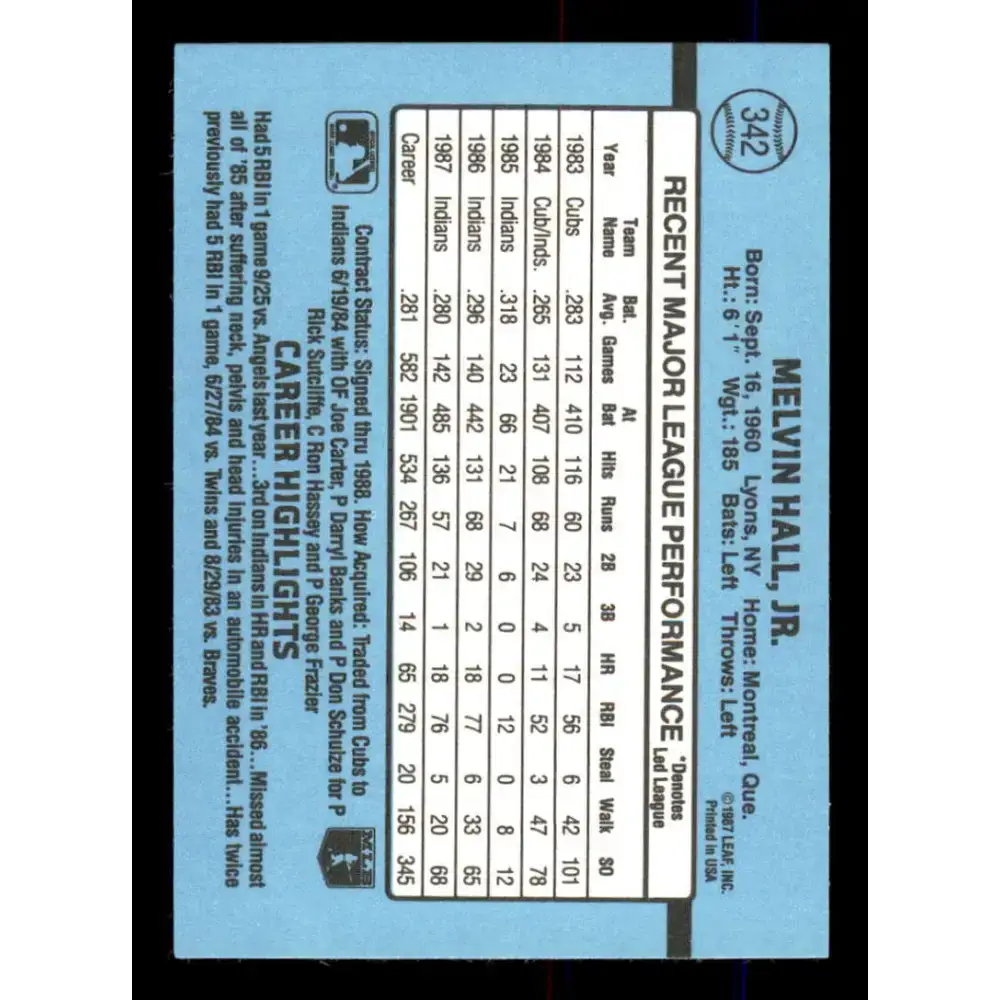 342
MELVIN HALL, JR.
Born: Sept. 16, 1960 Lyons, NY Home: Montreal, Que.
Ht.: 6'1" Wgt.: 185 Bats: Left Throws: Left
©1987 LEAF, INC.
Printed in USA
RECENT MAJOR LEAGUE PERFORMANCE *Denotes Led League
Year Team Name Bat. Avg. Games At Bat Hits Runs 2B 3B HR RBI Steal Walk SO
1983 Cubs .283 112 410 116 60 23 5 17 56 6 42 101
1984 Cub/Inds. .265 131 407 108 68 24 4 11 52 3 47 78
1985 Indians .318 23 66 21 7 6 0 0 12 0 8 12
1986 Indians .296 140 442 131 68 29 2 18 77 6 33 65
1987 Indians .280 142 485 136 57 21 1 18 76 5 20 68
Career .281 582 1901 534 267 106 14 65 279 20 156 345
Contract Status: Signed thru 1988. How Acquired: Traded from Cubs to
Indians 6/19/84 with OF Joe Carter, P Darryl Banks and P Don Schulze for P
Rick Sutcliffe, C Ron Hassey and P George Frazier
MLB
CAREER HIGHLIGHTS
Had 5 RBI in 1 game 9/25 vs. Angels last year...3rd on Indians in HR and RBI in '86...Missed almost
all of '85 after suffering neck, pelvis and head injuries in an automobile accident...Has twice
previously had 5 RBI in 1 game, 6/27/84 vs. Twins and 8/29/83 vs. Braves.